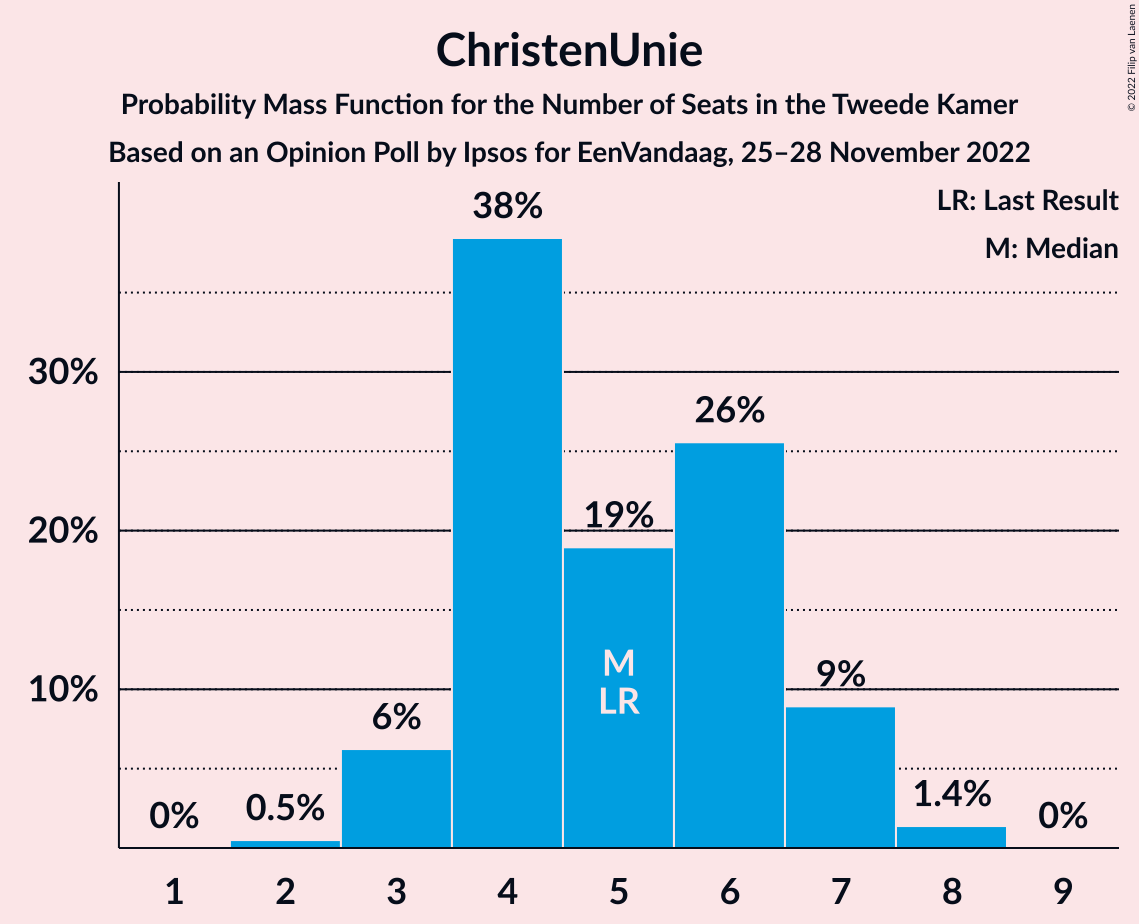 ChristenUnie
Probability Mass Function for the Number of Seats in the Tweede Kamer
Based on an Opinion Poll by Ipsos for EenVandaag, 25–28 November 2022
© 2022 Filip van Laenen
LR: Last Result
M: Median
38%
30%
26%
20%
19%
M
LR
10%
9%
6%
0%
0.5%
1.4%
0%
1 2 3 4 5 6 7 8 9